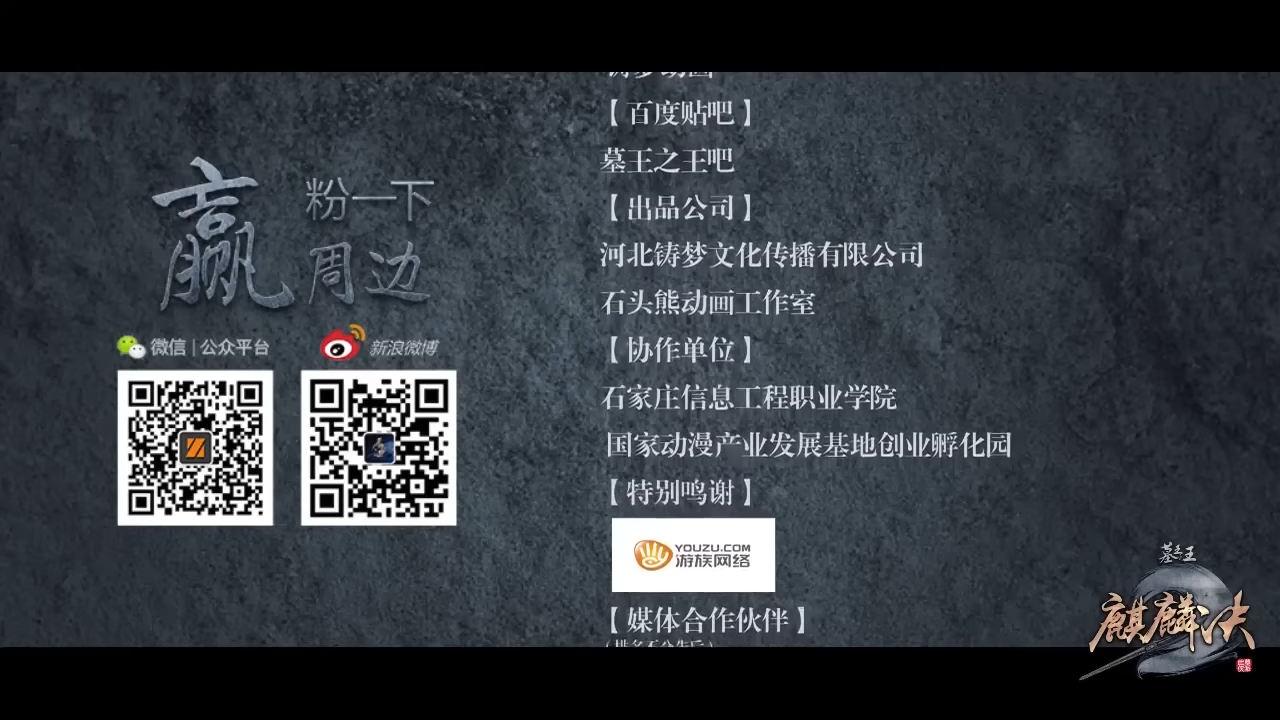 赢 粉一下
周边
微信 | 公众平台
新浪微博
【百度贴吧】
墓王之王吧
【出品公司】
河北铸梦文化传播有限公司
石头熊动画工作室
【协作单位】
石家庄信息工程职业学院
国家动漫产业发展基地创业孵化园
【特别鸣谢】
YOUZU.COM
游族网络
【媒体合作伙伴】
墓王
麒麟决